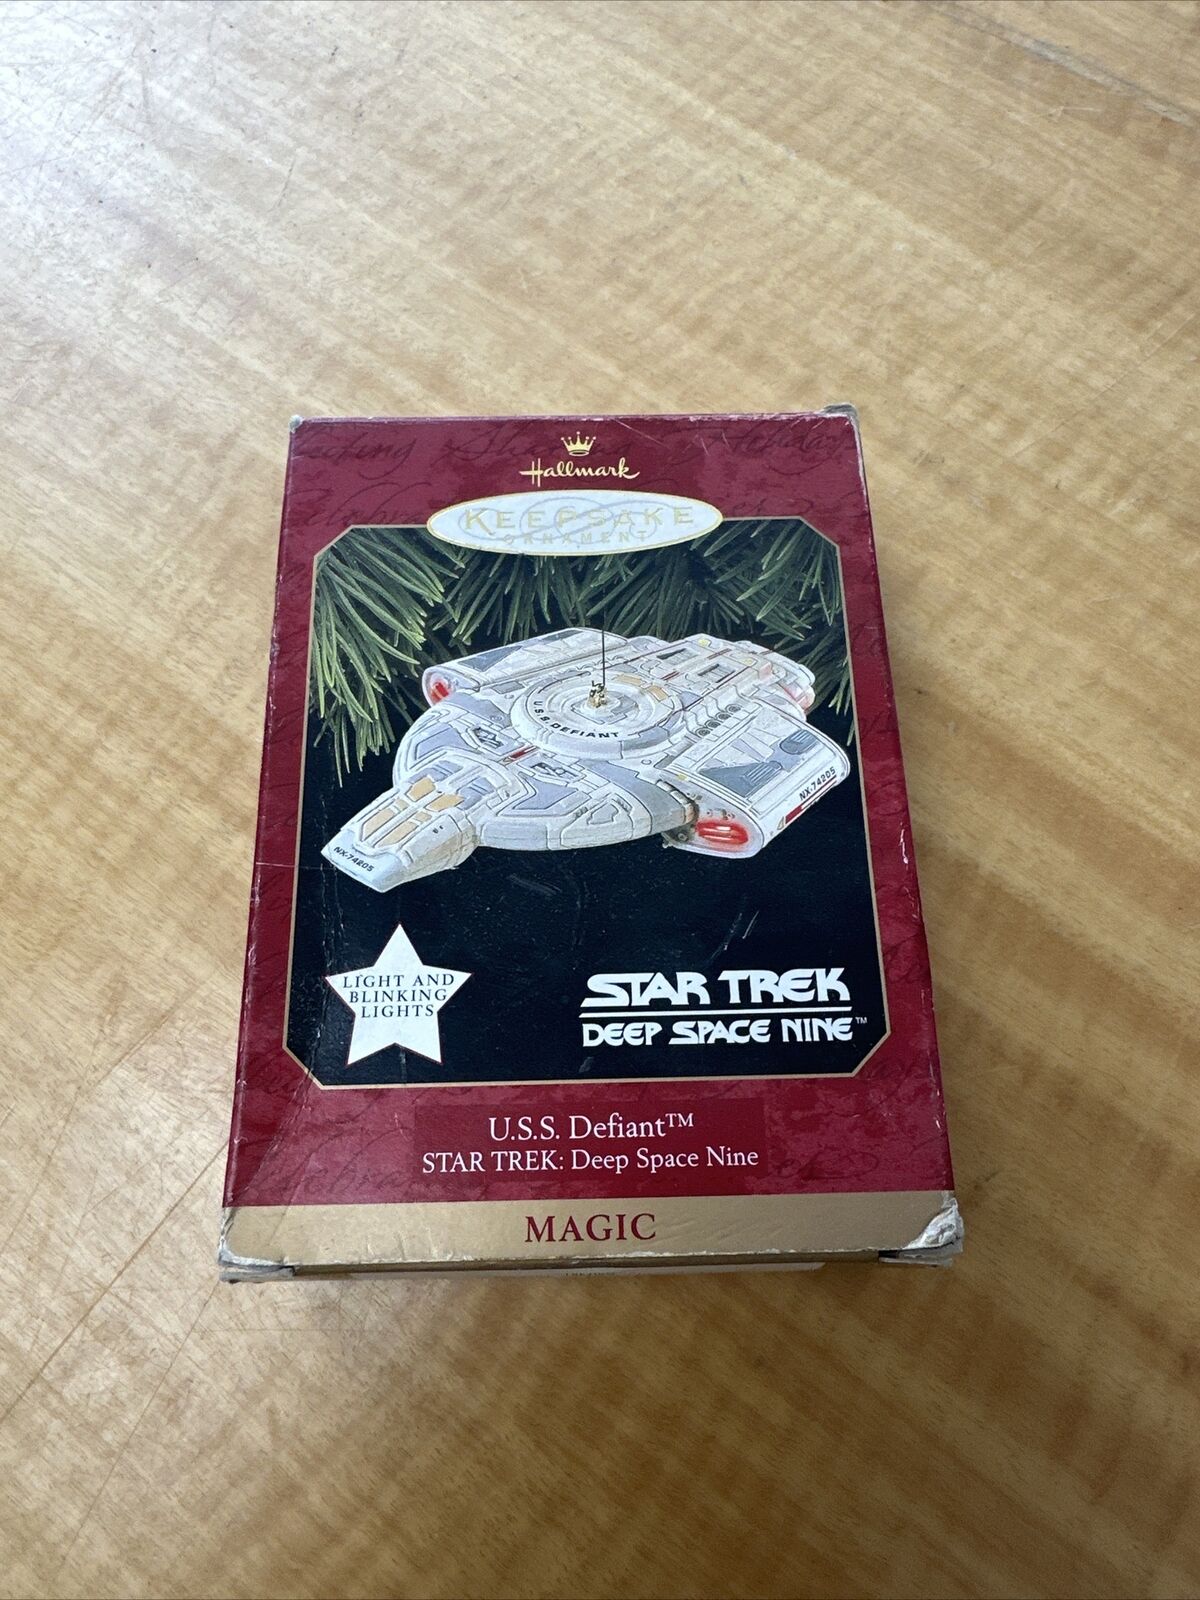 Hallmark
KEEPSAKE
ORNAMENT
U.S.S. DEFIANT
NX-74205
NX-74205
LIGHT AND
BLINKING
LIGHTS
STAR TREK
DEEP SPACE NINE™
U.S.S. Defiant™
STAR TREK: Deep Space Nine
MAGIC